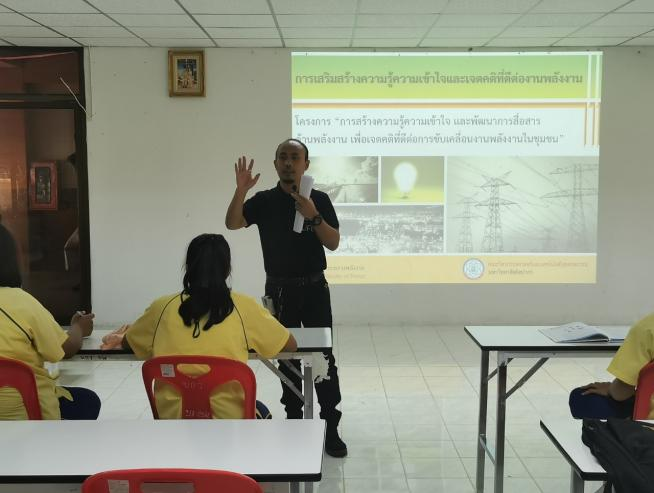 การเสริมสร้างความรู้ความเข้าใจและเจตคติที่ดีต่องานพลังงาน
โครงการ “การสร้างความรู้ความเข้าใจ และพัฒนาการสื่อสาร
ด้านพลังงาน เพื่อเจตคติที่ดีต่อการขับเคลื่อนงานพลังงานในชุมชน”